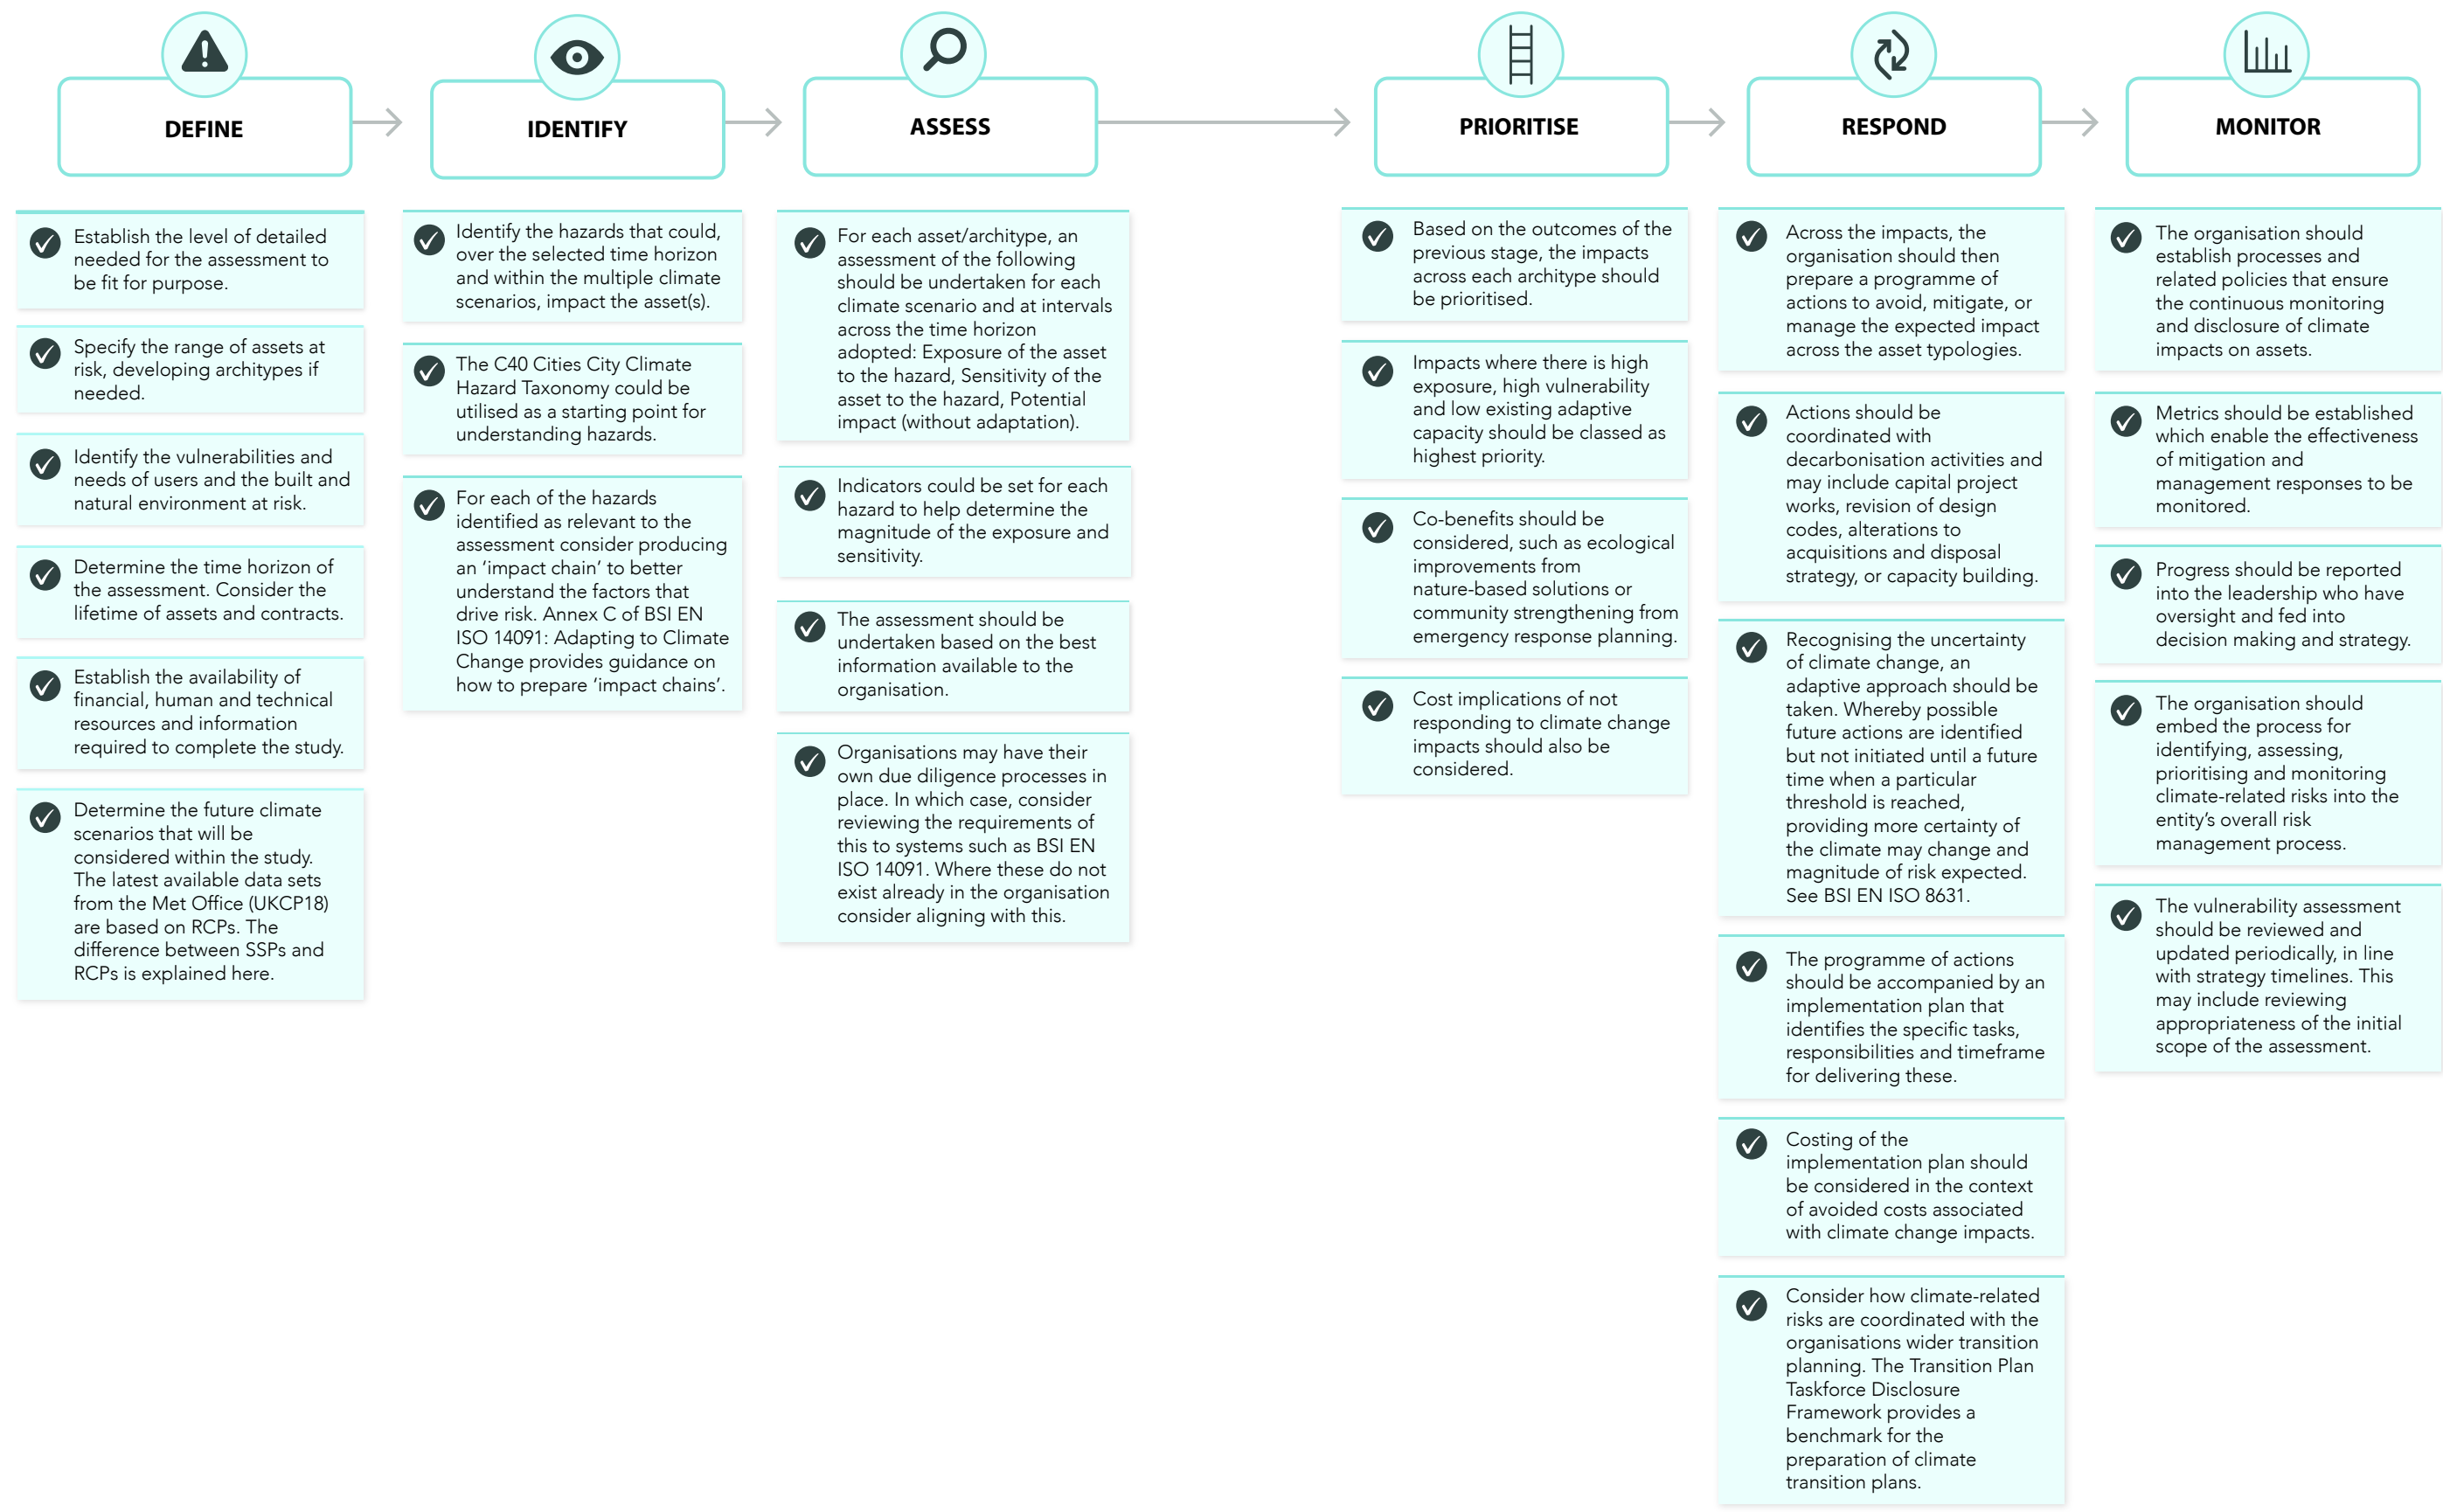 DEFINE
Establish the level of detailed
needed for the assessment to
be fit for purpose.
Specify the range of assets at
risk, developing architypes if
needed.
Identify the vulnerabilities and
needs of users and the built and
natural environment at risk.
Determine the time horizon of
the assessment. Consider the
lifetime of assets and contracts.
Establish the availability of
financial, human and technical
resources and information
required to complete the study.
Determine the future climate
scenarios that will be
considered within the study.
The latest available data sets
from the Met Office (UKCP18)
are based on RCPs. The
difference between SSPs and
RCPs is explained here.
IDENTIFY
Identify the hazards that could,
over the selected time horizon
and within the multiple climate
scenarios, impact the asset(s).
The C40 Cities City Climate
Hazard Taxonomy could be
utilised as a starting point for
understanding hazards.
For each of the hazards
identified as relevant to the
assessment consider producing
an ‘impact chain’ to better
understand the factors that
drive risk. Annex C of BSI EN
ISO 14091: Adapting to Climate
Change provides guidance on
how to prepare ‘impact chains’.
ASSESS
For each asset/architype, an
assessment of the following
should be undertaken for each
climate scenario and at intervals
across the time horizon
adopted: Exposure of the asset
to the hazard, Sensitivity of the
asset to the hazard, Potential
impact (without adaptation).
Indicators could be set for each
hazard to help determine the
magnitude of the exposure and
sensitivity.
The assessment should be
undertaken based on the best
information available to the
organisation.
Organisations may have their
own due diligence processes in
place. In which case, consider
reviewing the requirements of
this to systems such as BSI EN
ISO 14091. Where these do not
exist already in the organisation
consider aligning with this.
PRIORITISE
Based on the outcomes of the
previous stage, the impacts
across each architype should
be prioritised.
Impacts where there is high
exposure, high vulnerability
and low existing adaptive
capacity should be classed as
highest priority.
Co-benefits should be
considered, such as ecological
improvements from
nature-based solutions or
community strengthening from
emergency response planning.
Cost implications of not
responding to climate change
impacts should also be
considered.
RESPOND
Across the impacts, the
organisation should then
prepare a programme of
actions to avoid, mitigate, or
manage the expected impact
across the asset typologies.
Actions should be
coordinated with
decarbonisation activities and
may include capital project
works, revision of design
codes, alterations to
acquisitions and disposal
strategy, or capacity building.
Recognising the uncertainty
of climate change, an
adaptive approach should be
taken. Whereby possible
future actions are identified
but not initiated until a future
time when a particular
threshold is reached,
providing more certainty of
the climate may change and
magnitude of risk expected.
See BSI EN ISO 8631.
The programme of actions
should be accompanied by an
implementation plan that
identifies the specific tasks,
responsibilities and timeframe
for delivering these.
Costing of the
implementation plan should
be considered in the context
of avoided costs associated
with climate change impacts.
Consider how climate-related
risks are coordinated with the
organisations wider transition
planning. The Transition Plan
Taskforce Disclosure
Framework provides a
benchmark for the
preparation of climate
transition plans.
MONITOR
The organisation should
establish processes and
related policies that ensure
the continuous monitoring
and disclosure of climate
impacts on assets.
Metrics should be established
which enable the effectiveness
of mitigation and
management responses to be
monitored.
Progress should be reported
into the leadership who have
oversight and fed into
decision making and strategy.
The organisation should
embed the process for
identifying, assessing,
prioritising and monitoring
climate-related risks into the
entity’s overall risk
management process.
The vulnerability assessment
should be reviewed and
updated periodically, in line
with strategy timelines. This
may include reviewing
appropriateness of the initial
scope of the assessment.